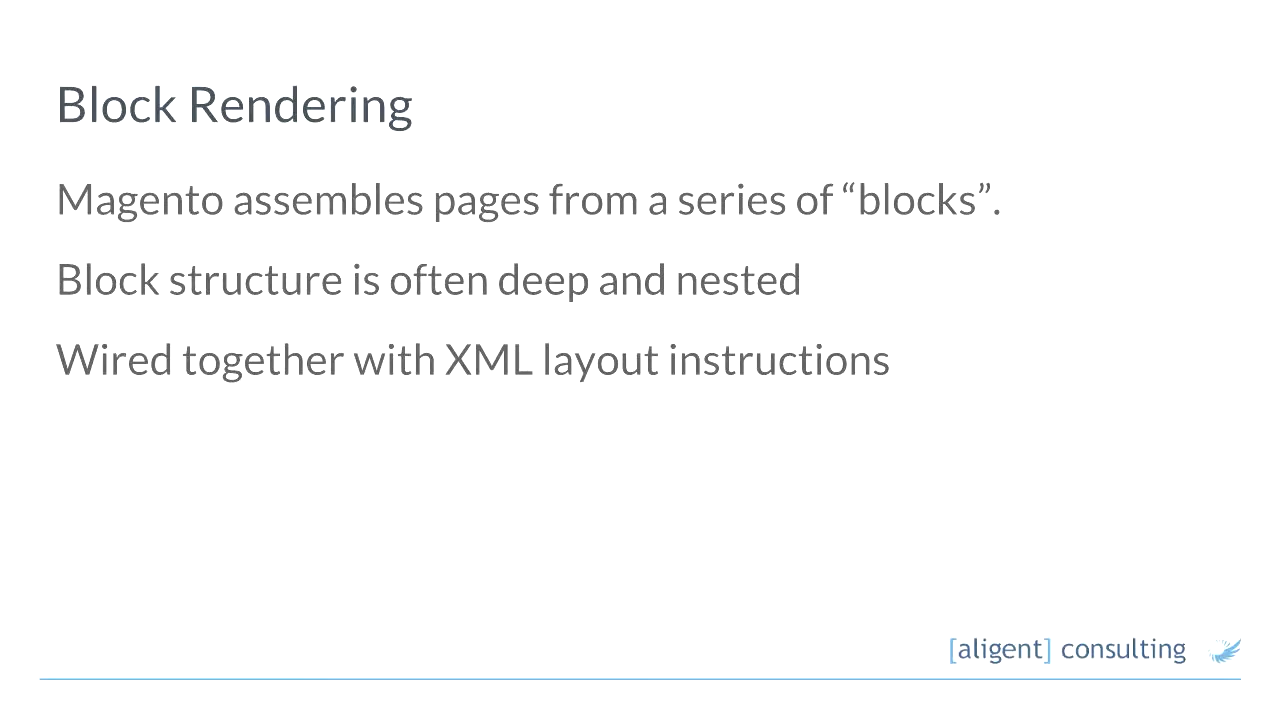 Block Rendering
Magento assembles pages from a series of “blocks”.
Block structure is often deep and nested
Wired together with XML layout instructions
[aligent] consulting